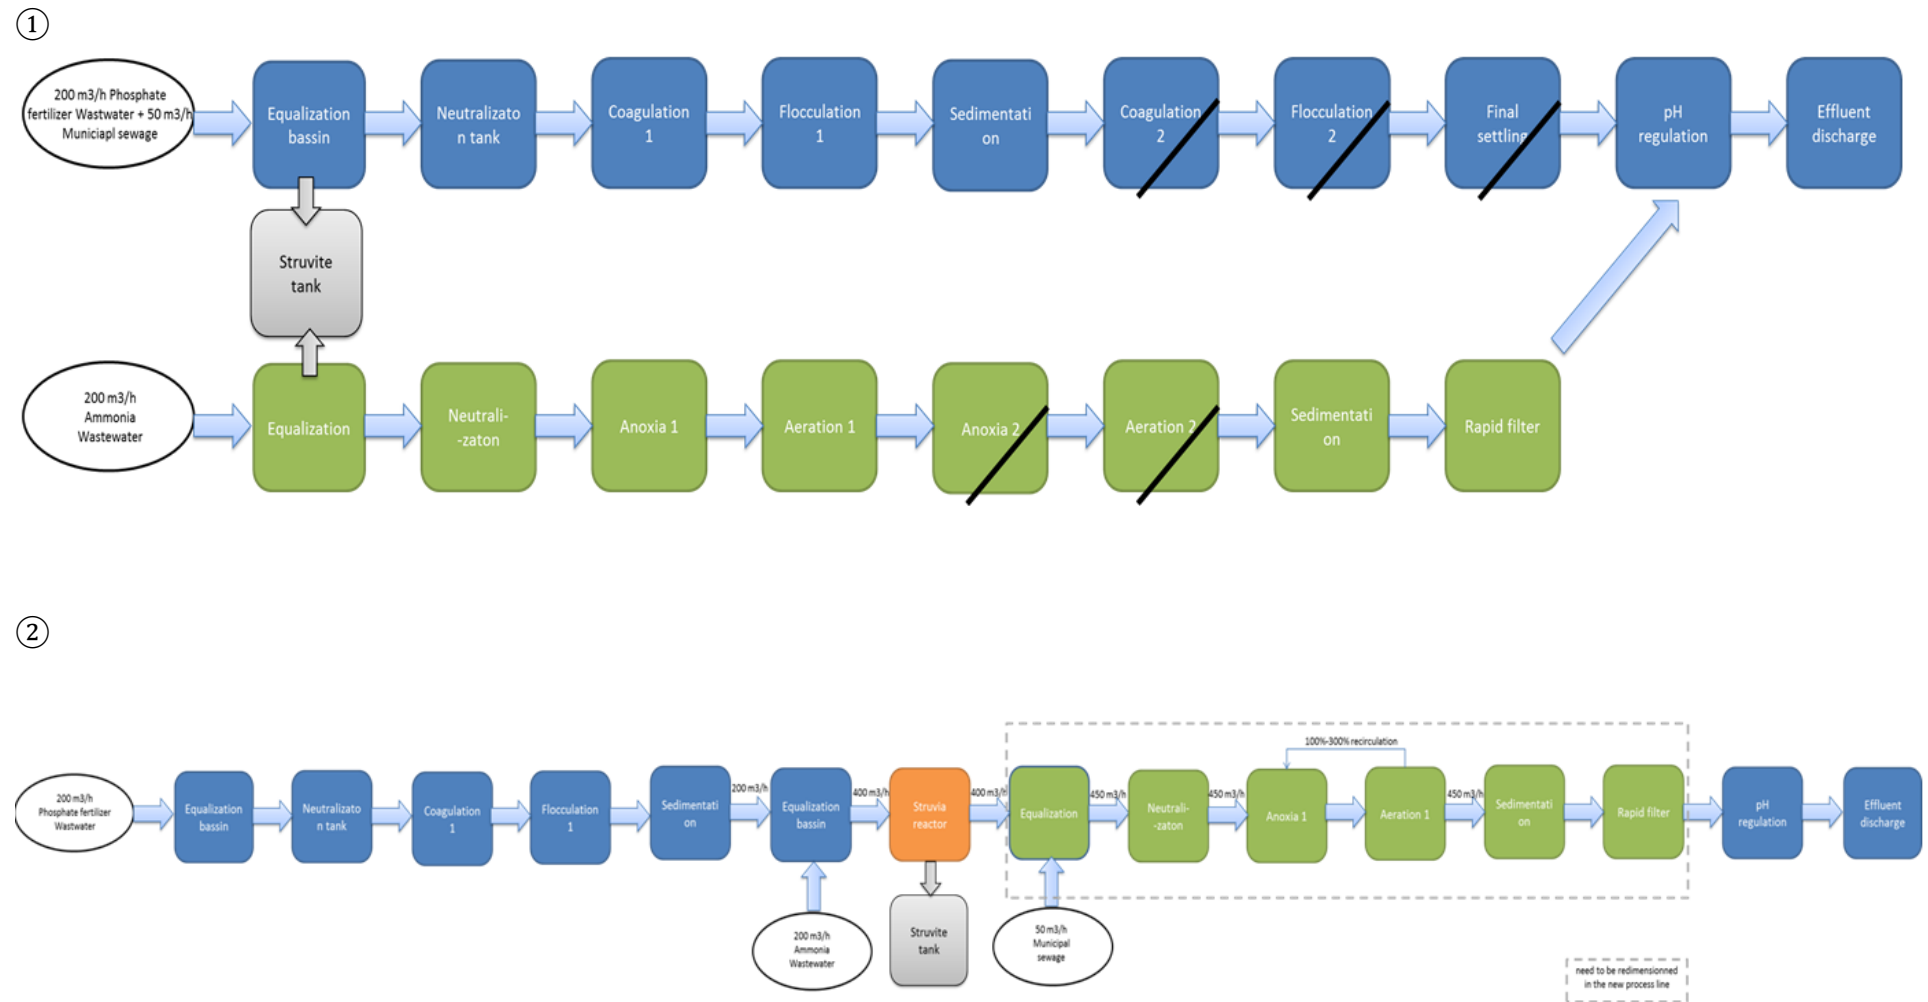 ①
200 m3/h Phosphate
fertilizer Wastwater + 50 m3/h
Municiapl sewage
Equalization
bassin
Neutralizato
n tank
Coagulation
1
Flocculation
1
Sedimentati
on
Coagulation
2
Flocculation
2
Final
settling
pH
regulation
Effluent
discharge
Struvite
tank
200 m3/h
Ammonia
Wastewater
Equalization
Neutrali-
-zaton
Anoxia 1
Aeration 1
Anoxia 2
Aeration 2
Sedimentati
on
Rapid filter
②
200 m3/h
Phosphate fertilizer
Wastwater
Equalization
bassin
Neutralizato
n tank
Coagulation
1
Flocculation
1
Sedimentati
on
200 m3/h
Equalization
bassin
400 m3/h
Struvia
reactor
400 m3/h
Equalization
450 m3/h
Neutrali-
-zaton
450 m3/h
Anoxia 1
100%-300% recirculation
Aeration 1
450 m3/h
Sedimentati
on
Rapid filter
pH
regulation
Effluent
discharge
200 m3/h
Ammonia
Wastewater
Struvite
tank
50 m3/h
Municipal
sewage
need to be redimensionned
in the new process line